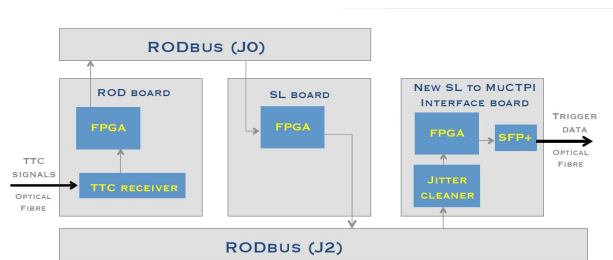 RODbus (J0)
ROD board
FPGA
TTC receiver
TTC
signals
Optical
Fibre
SL board
FPGA
New SL to MuCTPI
Interface board
FPGA
SFP+
Jitter
cleaner
Trigger
data
Optical
Fibre
RODbus (J2)